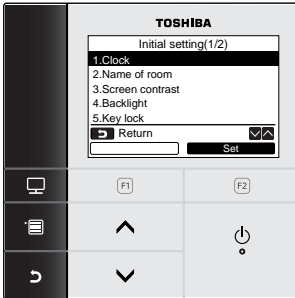 TOSHIBA
Initial setting(1/2)
1.Clock
2.Name of room
3.Screen contrast
4.Backlight
5.Key lock
Return
Set
F1
F2